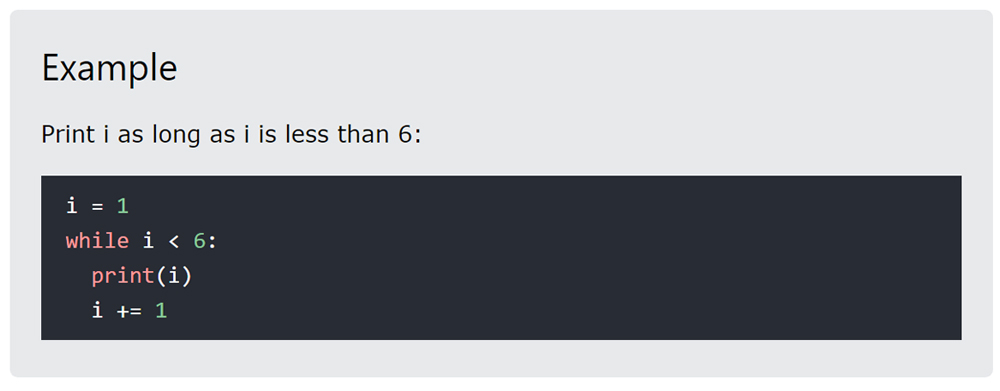 Example
Print i as long as i is less than 6:
i = 1
while i < 6:
  print(i)
  i += 1